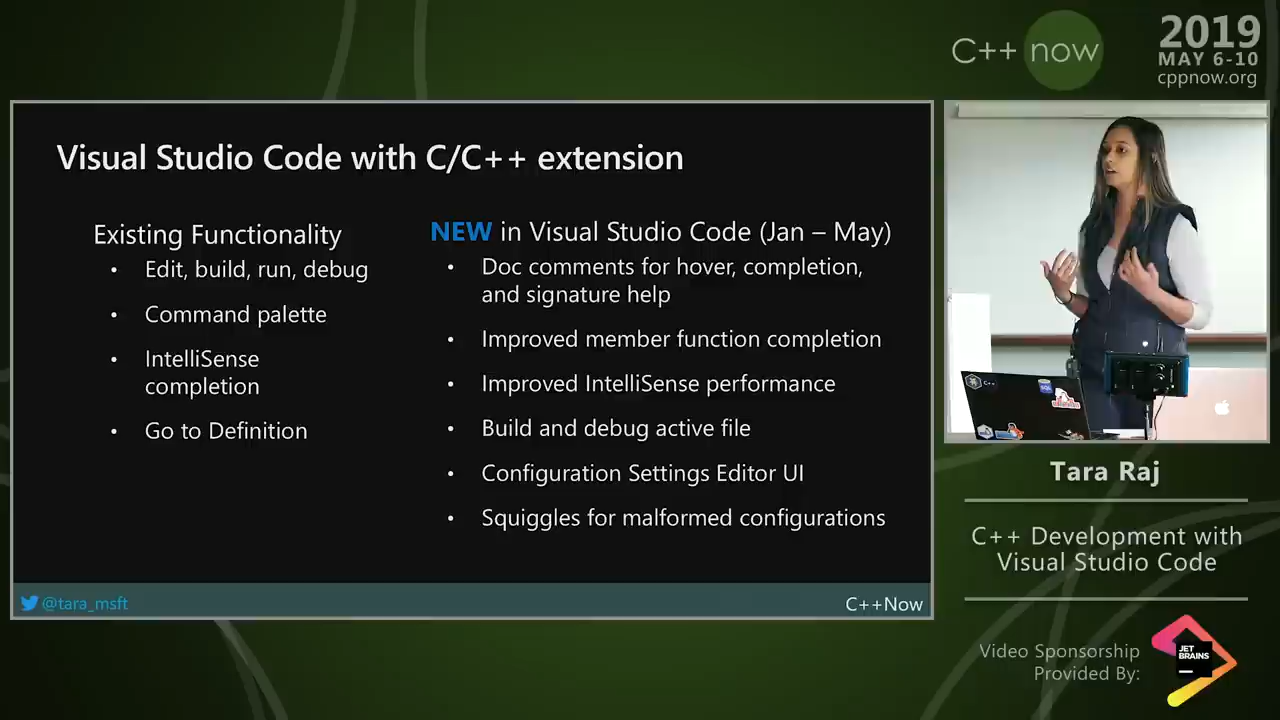 C++ now
2019
MAY 6-10
cppnow.org
Visual Studio Code with C/C++ extension
Existing Functionality
• Edit, build, run, debug
• Command palette
• IntelliSense
completion
• Go to Definition
NEW in Visual Studio Code (Jan – May)
• Doc comments for hover, completion,
and signature help
• Improved member function completion
• Improved IntelliSense performance
• Build and debug active file
• Configuration Settings Editor UI
• Squiggles for malformed configurations
@tara_msft
C++Now
C++
SQL
Tara Raj
C++ Development with
Visual Studio Code
Video Sponsorship
Provided By:
JET
BRAINS